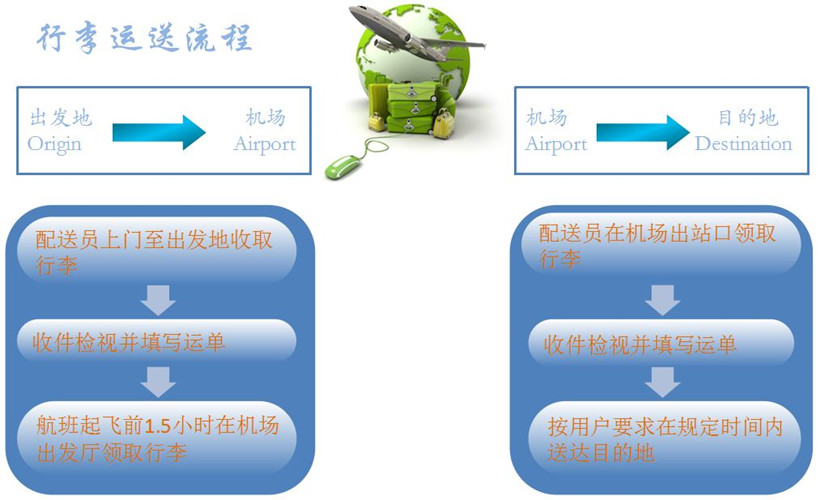 行李运送流程
出发地 机场
Origin Airport
机场 目的地
Airport Destination
配送员上门至出发地收取
行李
收件检视并填写运单
航班起飞前1.5小时在机场
出发厅领取行李
配送员在机场出站口领取
行李
收件检视并填写运单
按用户要求在规定时间内
送达目的地